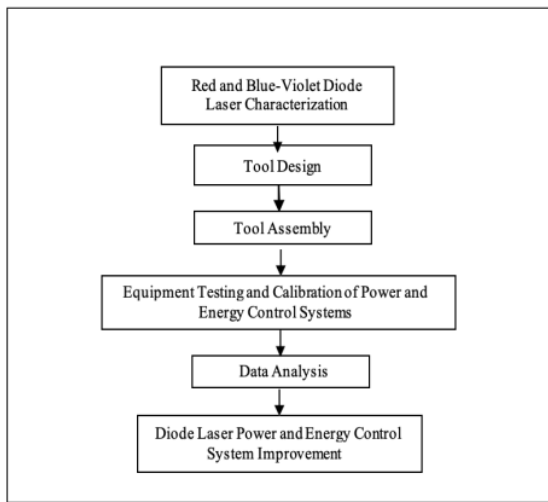 Red and Blue-Violet Diode
Laser Characterization
Tool Design
Tool Assembly
Equipment Testing and Calibration of Power and
Energy Control Systems
Data Analysis
Diode Laser Power and Energy Control
System Improvement